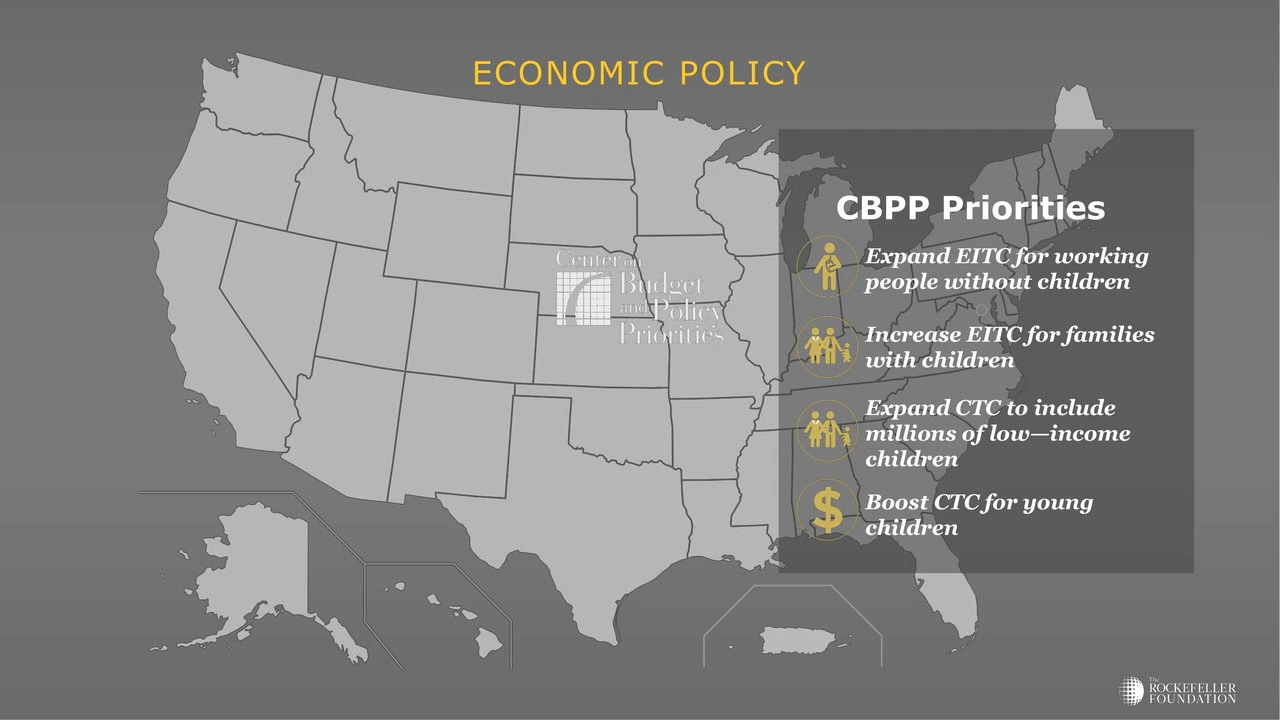 ECONOMIC POLICY
CBPP Priorities
Expand EITC for working
people without children
Increase EITC for families
with children
Expand CTC to include
millions of low—income
children
$
Boost CTC for young
children
Center on
Budget
and Policy
Priorities
The
ROCKEFELLER
FOUNDATION